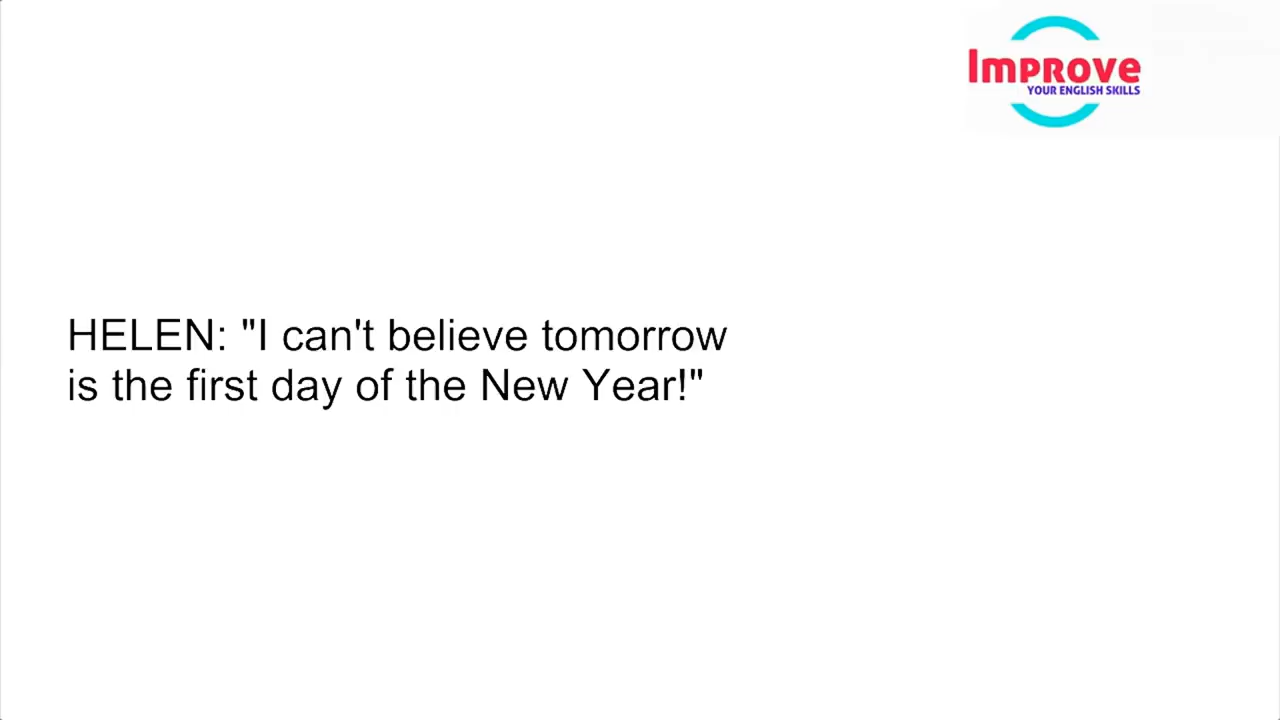 Improve
YOUR ENGLISH SKILLS
HELEN: "I can't believe tomorrow
is the first day of the New Year!"